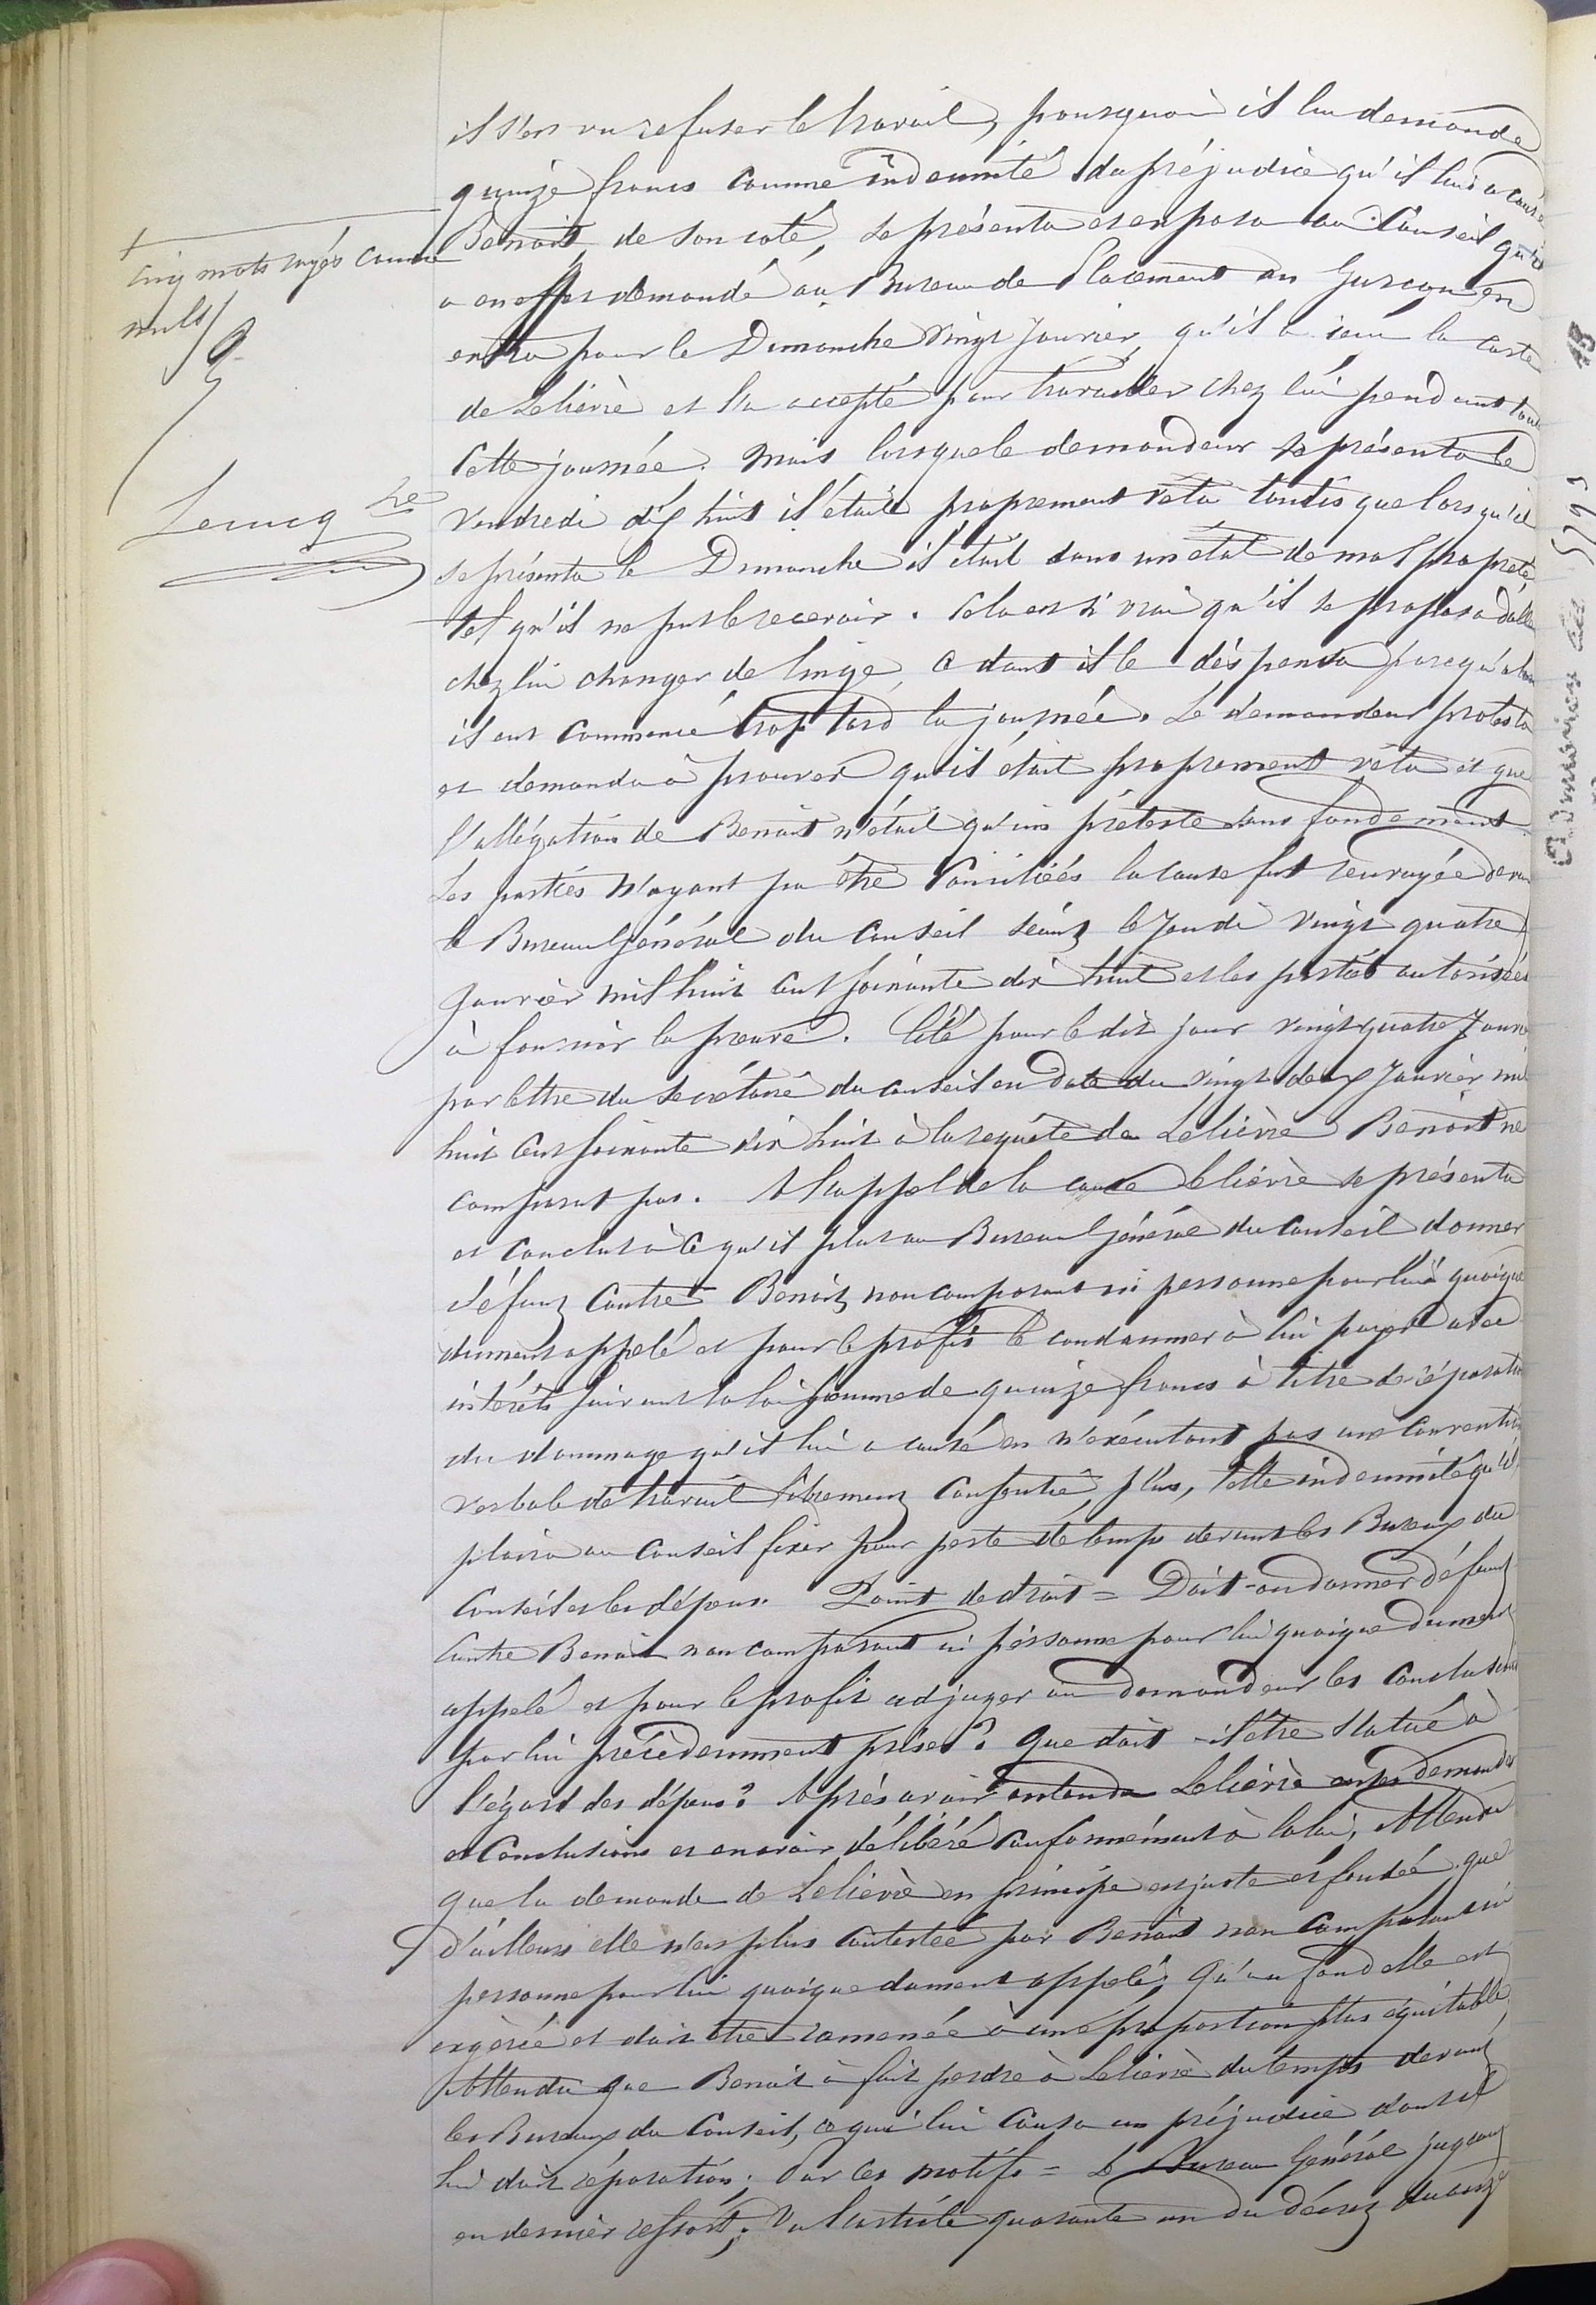 il s'est vu refuser le travail, pourquoi il lui demande
quinze francs comme indemnité du préjudice qu'il lui a causé
Benoit, de son coté, se présenta et exposa au Conseil qu'il
a en effet demandé au Bureau de Placement un Garçon en
extra pour le Dimanche vingt Janvier, qu'il a reçu la carte
de Lelièvre et l'a accepté pour travailler chez lui pendant toute
cette journée. Mais lorsque le demandeur se présenta le
Vendredi dix huit il était proprement vetu tandis que lorsqu'il
se présenta le Dimanche il était dans un état de malpropreté
tel qu'il ne put le recevoir. Cela est si vrai qu'il se proposa d'aller
chez lui changer de linge, ce dont il le dispensa parcequ'alors
il eut commencé trop tard la journée. Le demandeur protesta
et demanda à prouver qu'il était proprement vêtu et que
l'allégation de Benoit n'était qu'un prétexte sans fondement
Les parties n'ayant pu être Conciliées la cause fut renvoyée devant
le Bureau Général du Conseil séant le Jeudi vingt quatre
Janvier mil huit cent soixante dix huit et les parties autorisées
à fournir la preuve. Cité pour le dit jour vingt quatre Janvier
par lettre du secrétaire du conseil en date du vingt deux Janvier mil
huit cent soixante dix huit à la requête de Lelièvre Benoit ne
comparut pas. A l'appel de la cause Lelièvre se présenta
et conclut à ce qu'il plut au Bureau Général du Conseil donner
défaut contre Benoit non comparant ni personne pour lui quoique
dument appelé et pour le profit le condamner à lui payer avec
intérêts suivant la loi somme de quinze francs à titre de réparation
du dommage qu'il lui a causé en n'exécutant pas une convention
verbale de travail librement consentie, plus, telle indemnité qu'il
plaira au Conseil fixer pour perte de temps devant les Bureaux du
Conseil et les dépens. Point de droit = Doit-on donner défaut
Contre Benoit non comparant ni personne pour lui quoique dument
appelé et pour le profit adjuger au demandeur les conclusions
par lui précédemment prises? Que doit-il être statué à
l'égard des dépens? Après avoir entendu Lelièvre en ses demandes
et Conclusions et en avoir délibéré conformément à la loi; Attendu
que la demande de Lelièvre en principe est juste et fondée, que
d'ailleurs elle n'est plus contestée par Benoit non comparant ni
personne pour lui quoique dument appelé; Qu'au fond elle est
exgérée et doit être ramenée à une proportion plus équitable;
Attendu que Benoit à fait perdre à Lelièvre du temps devant
les Bureaux du Conseil, ce qui lui causa un préjudice dont il
lui doit réparation; Par ces motifs = Le Bureau Général jugeant
en dernier ressort; Vu l'article quarante un du décret du onze
+
cinq mots rayés comme
nuls/
Lecucq